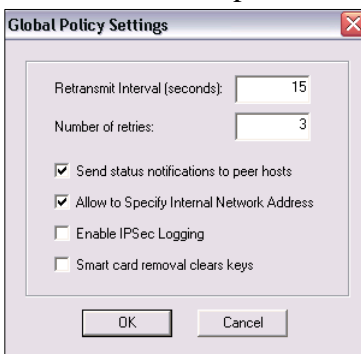 Global Policy Settings
Retransmit Interval (seconds): 15
Number of retries: 3
Send status notifications to peer hosts
Allow to Specify Internal Network Address
Enable IPSec Logging
Smart card removal clears keys
OK Cancel